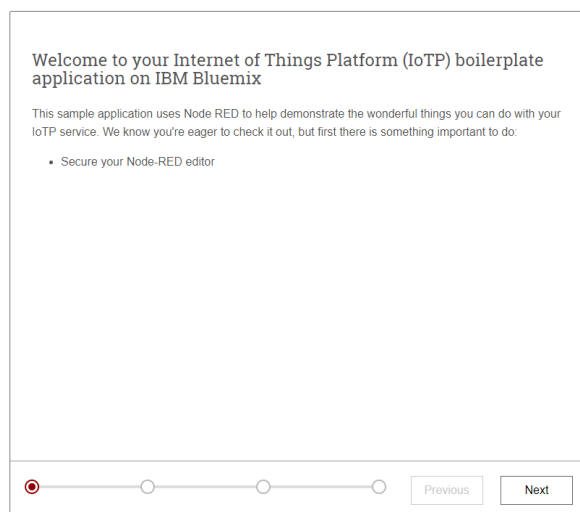 Welcome to your Internet of Things Platform (IoTP) boilerplate
application on IBM Bluemix
This sample application uses Node RED to help demonstrate the wonderful things you can do with your
IoTP service. We know you're eager to check it out, but first there is something important to do:
• Secure your Node-RED editor
Previous
Next